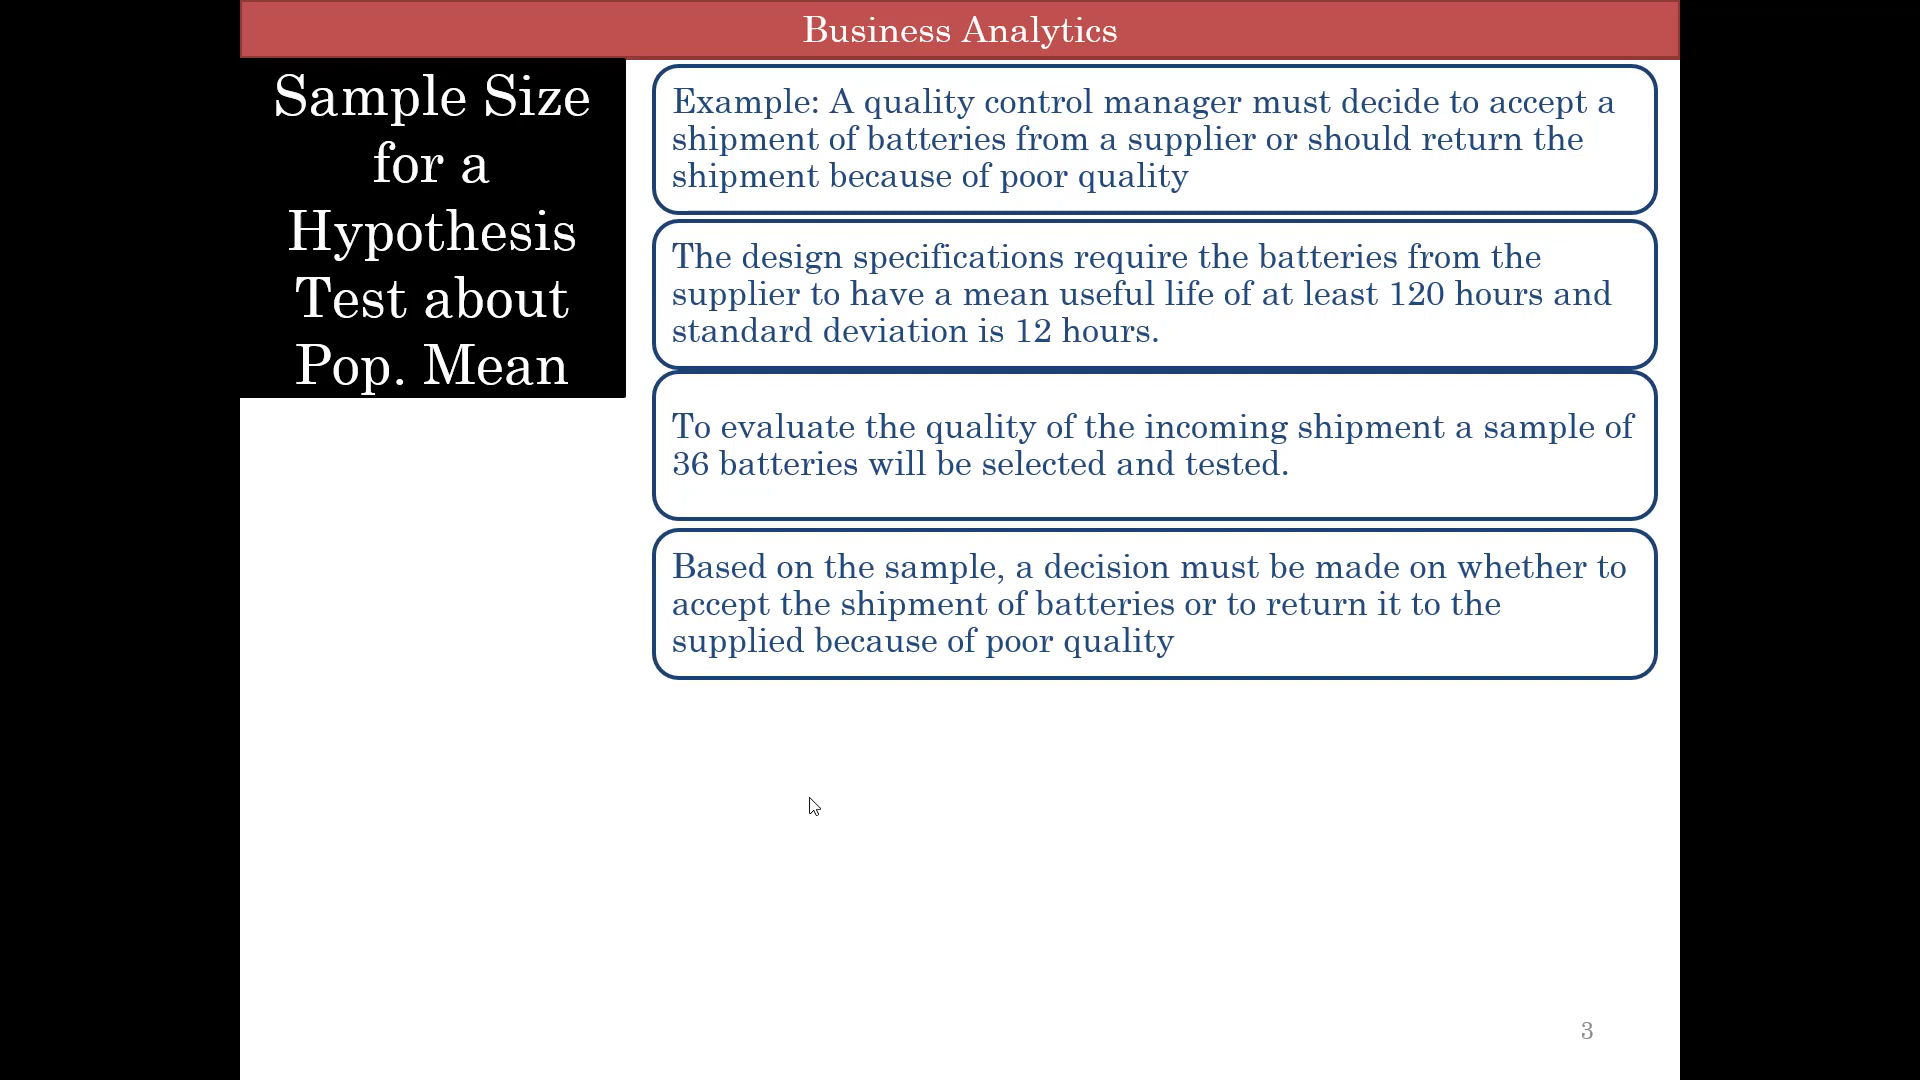 Business Analytics
Sample Size
for a
Hypothesis
Test about
Pop. Mean
Example: A quality control manager must decide to accept a
shipment of batteries from a supplier or should return the
shipment because of poor quality
The design specifications require the batteries from the
supplier to have a mean useful life of at least 120 hours and
standard deviation is 12 hours.
To evaluate the quality of the incoming shipment a sample of
36 batteries will be selected and tested.
Based on the sample, a decision must be made on whether to
accept the shipment of batteries or to return it to the
supplied because of poor quality
3